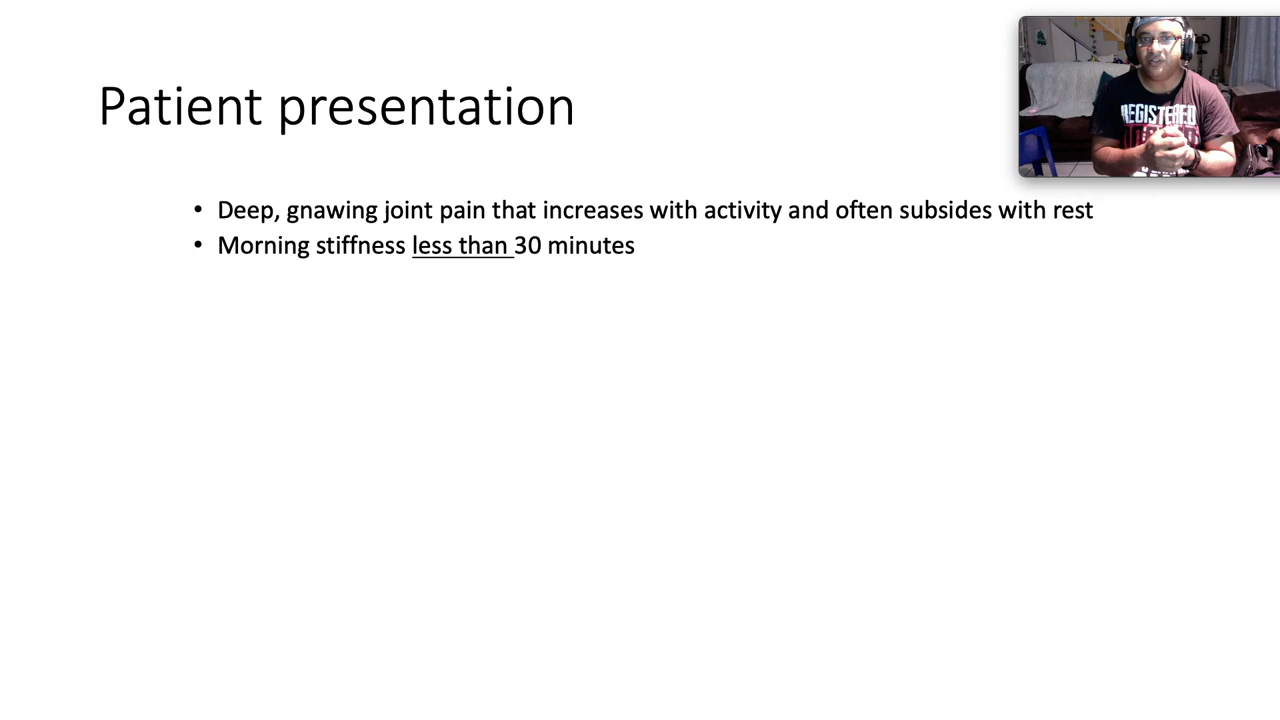 Patient presentation
• Deep, gnawing joint pain that increases with activity and often subsides with rest
• Morning stiffness less than 30 minutes
REGISTERED